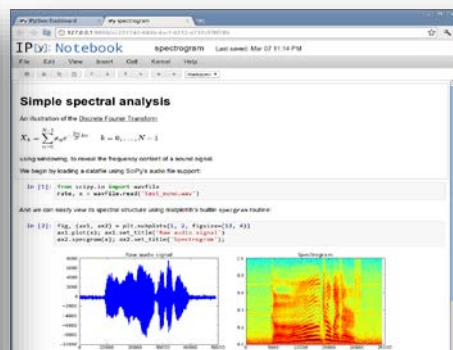 IPython Dashboard
IPy spectrogram
IP[y]: Notebook spectrogram Last saved: Mar 07 11:14 PM
File Edit View Insert Cell Kernel Help
Markdown
Simple spectral analysis
An illustration of the Discrete Fourier Transform
using windowing, to reveal the frequency content of a sound signal.
We begin by loading a datafile using SciPy's audio file support:
In [1]: from scipy.io import wavfile
rate, x = wavfile.read('test_mono.wav')
And we can easily view its spectral structure using matplotlib's builtin specgram routine:
In [2]: fig, (ax1, ax2) = plt.subplots(1, 2, figsize=(12, 4))
ax1.plot(x); ax1.set_title('Raw audio signal')
ax2.specgram(x); ax2.set_title('Spectrogram');
Raw audio signal
Spectrogram